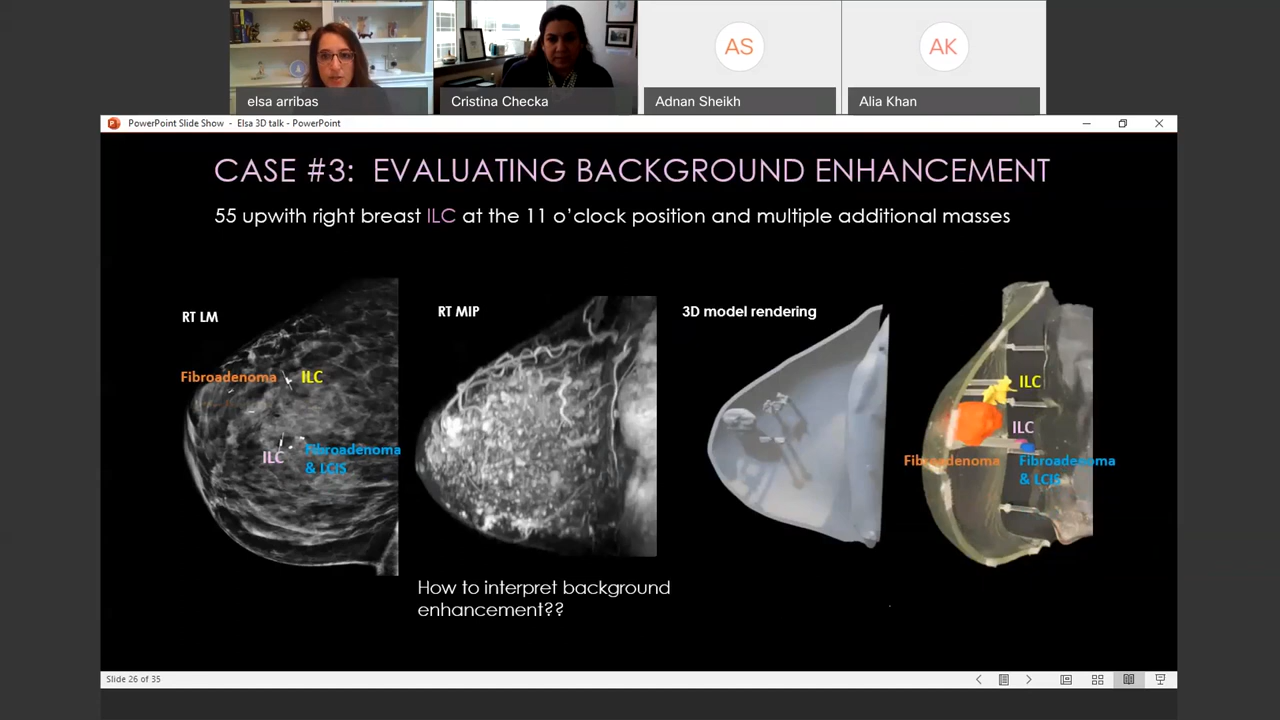 AS
AK
elsa arribas
Cristina Checka
Adnan Sheikh
Alia Khan
PowerPoint Slide Show - Elsa 3D talk - PowerPoint
CASE #3: EVALUATING BACKGROUND ENHANCEMENT
55 upwith right breast ILC at the 11 o'clock position and multiple additional masses
RT LM
Fibroadenoma
ILC
ILC
Fibroadenoma
& LCIS
RT MIP
How to interpret background
enhancement??
3D model rendering
ILC
ILC
Fibroadenoma
Fibroadenoma
& LCIS
Slide 26 of 35